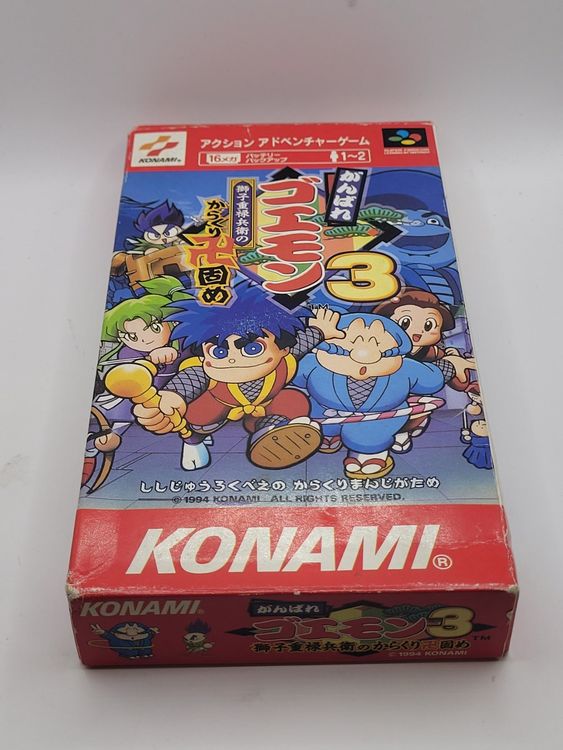 KONAMI®
アクション アドベンチャーゲーム
16メガ バッテリーバックアップ 1~2
がんばれ
ゴエモン3
TM
獅子重禄兵衛の
からくり卍固め
ししじゅうろくべえの からくりまんじがため
©1994 KONAMI ALL RIGHTS RESERVED.
KONAMI®
KONAMI®
がんばれ
ゴエモン3™
獅子重禄兵衛のからくり卍固め
©1994 KONAMI